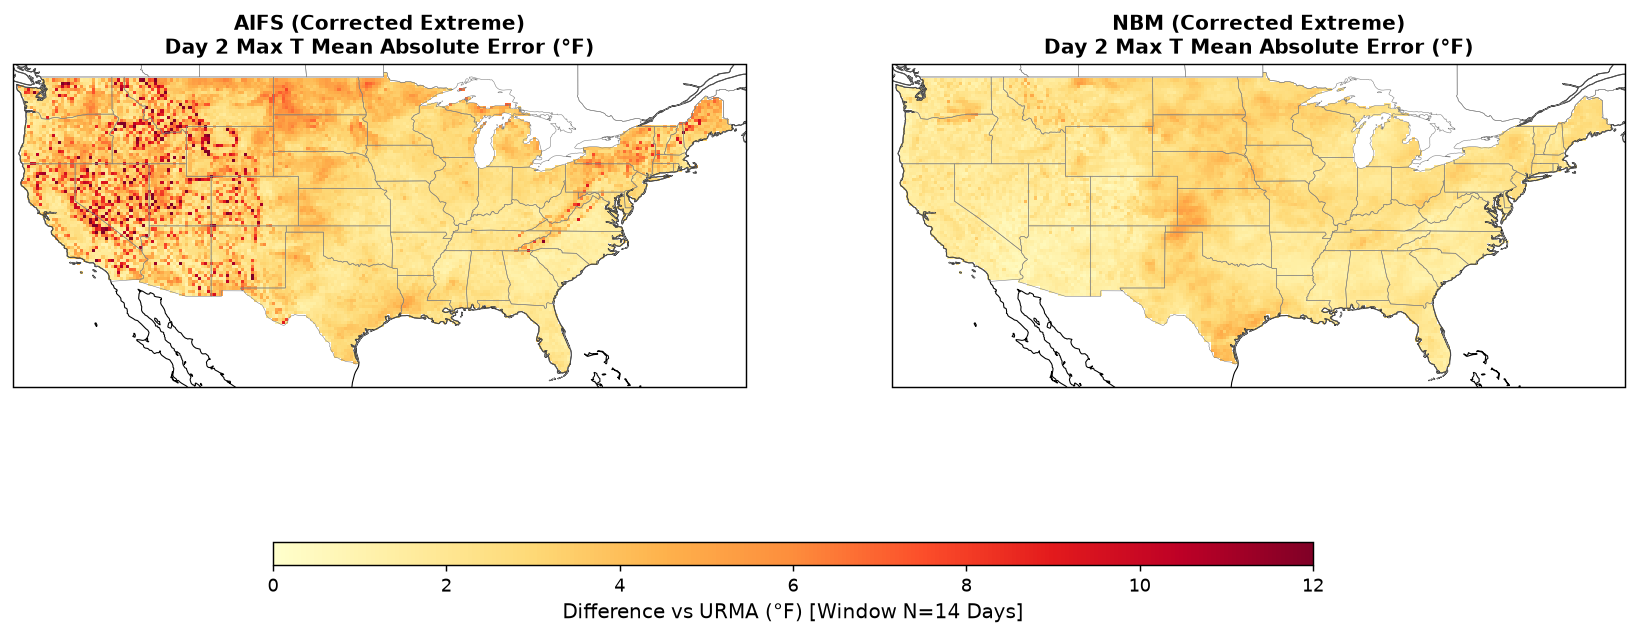 AIFS (Corrected Extreme)
Day 2 Max T Mean Absolute Error (°F)
NBM (Corrected Extreme)
Day 2 Max T Mean Absolute Error (°F)
0 2 4 6 8 10 12
Difference vs URMA (°F) [Window N=14 Days]